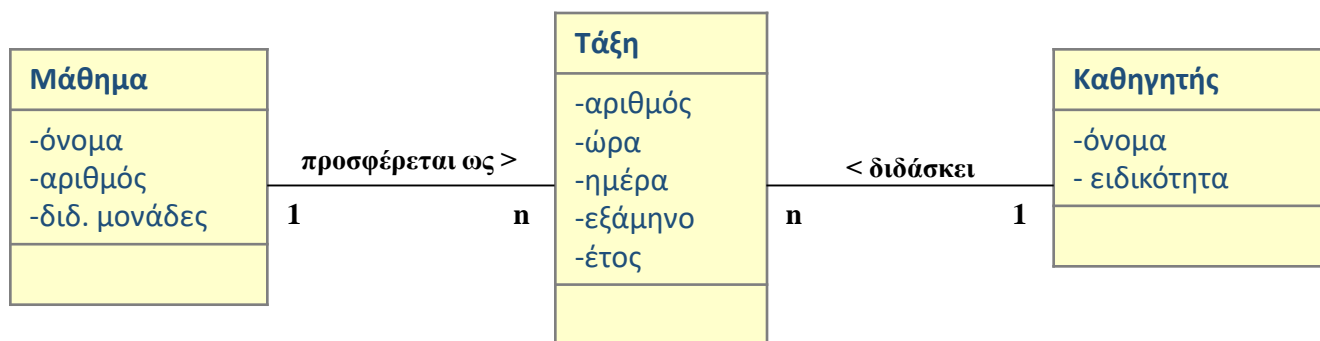 Μάθημα
-όνομα
-αριθμός
-διδ. μονάδες
προσφέρεται ως >
1
n
Τάξη
-αριθμός
-ώρα
-ημέρα
-εξάμηνο
-έτος
< διδάσκει
n
1
Καθηγητής
-όνομα
- ειδικότητα